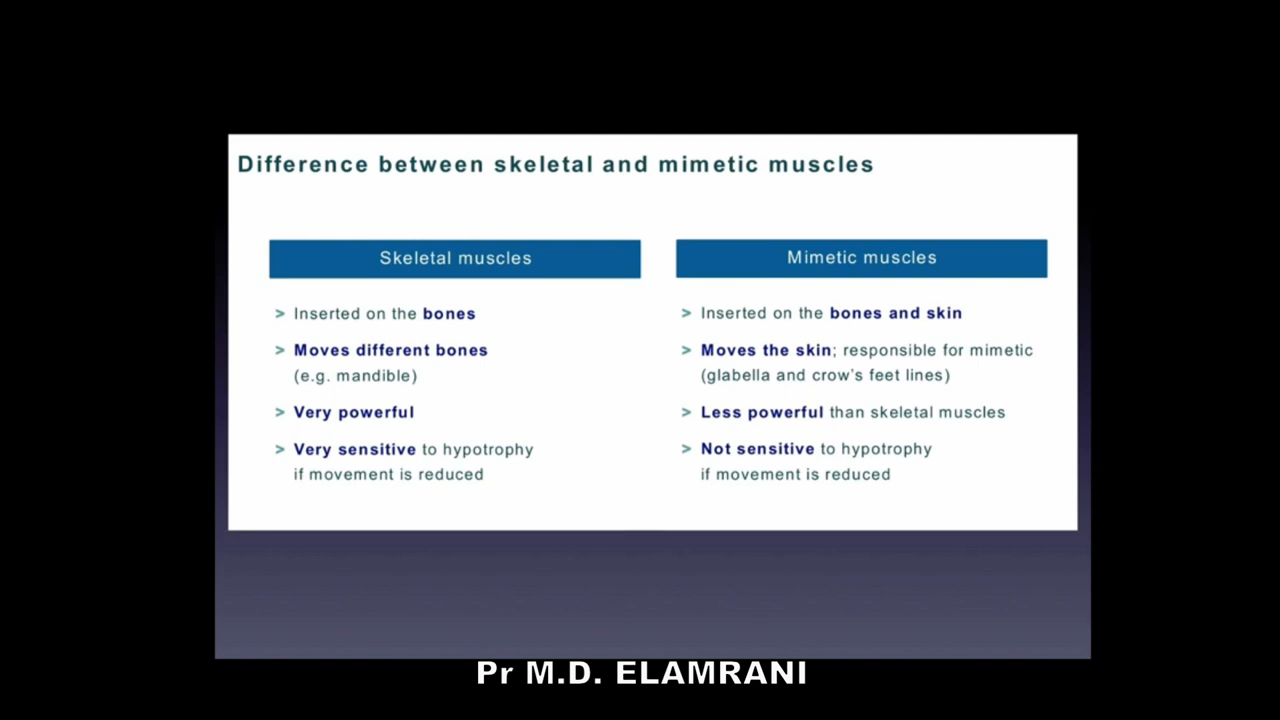 Difference between skeletal and mimetic muscles
Skeletal muscles
> Inserted on the bones
> Moves different bones
(e.g. mandible)
> Very powerful
> Very sensitive to hypotrophy
if movement is reduced
Mimetic muscles
> Inserted on the bones and skin
> Moves the skin; responsible for mimetic
(glabella and crow's feet lines)
> Less powerful than skeletal muscles
> Not sensitive to hypotrophy
if movement is reduced
Pr M.D. ELAMRANI